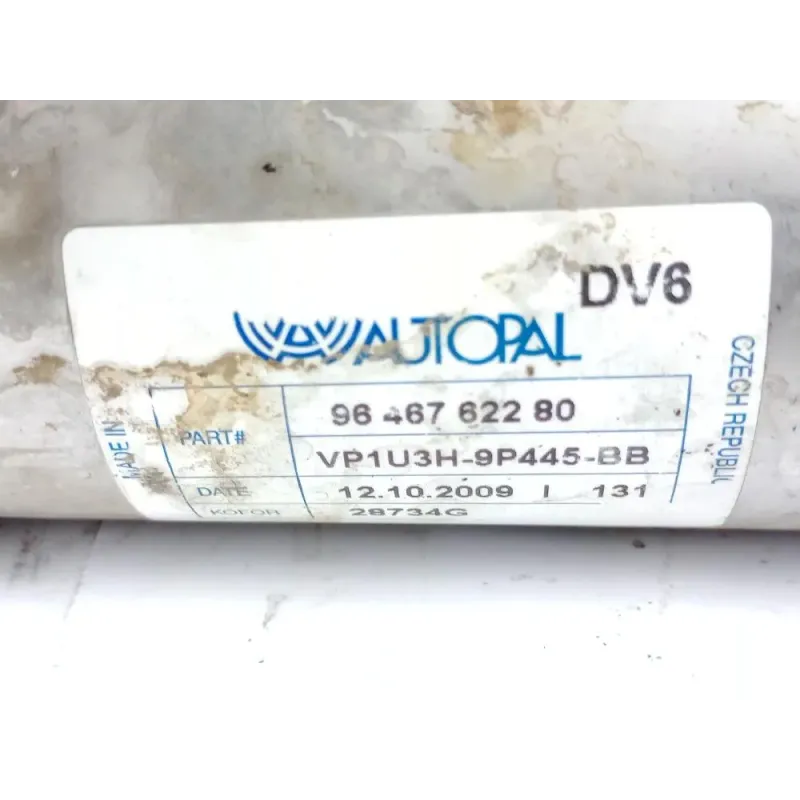 DV6
AUTOPAL
MADE IN
CZECH REPUBLIC
PART# 96 467 622 80
VP1U3H-9P445-BB
DATE 12.10.2009 | 131
KOFOR 28734G